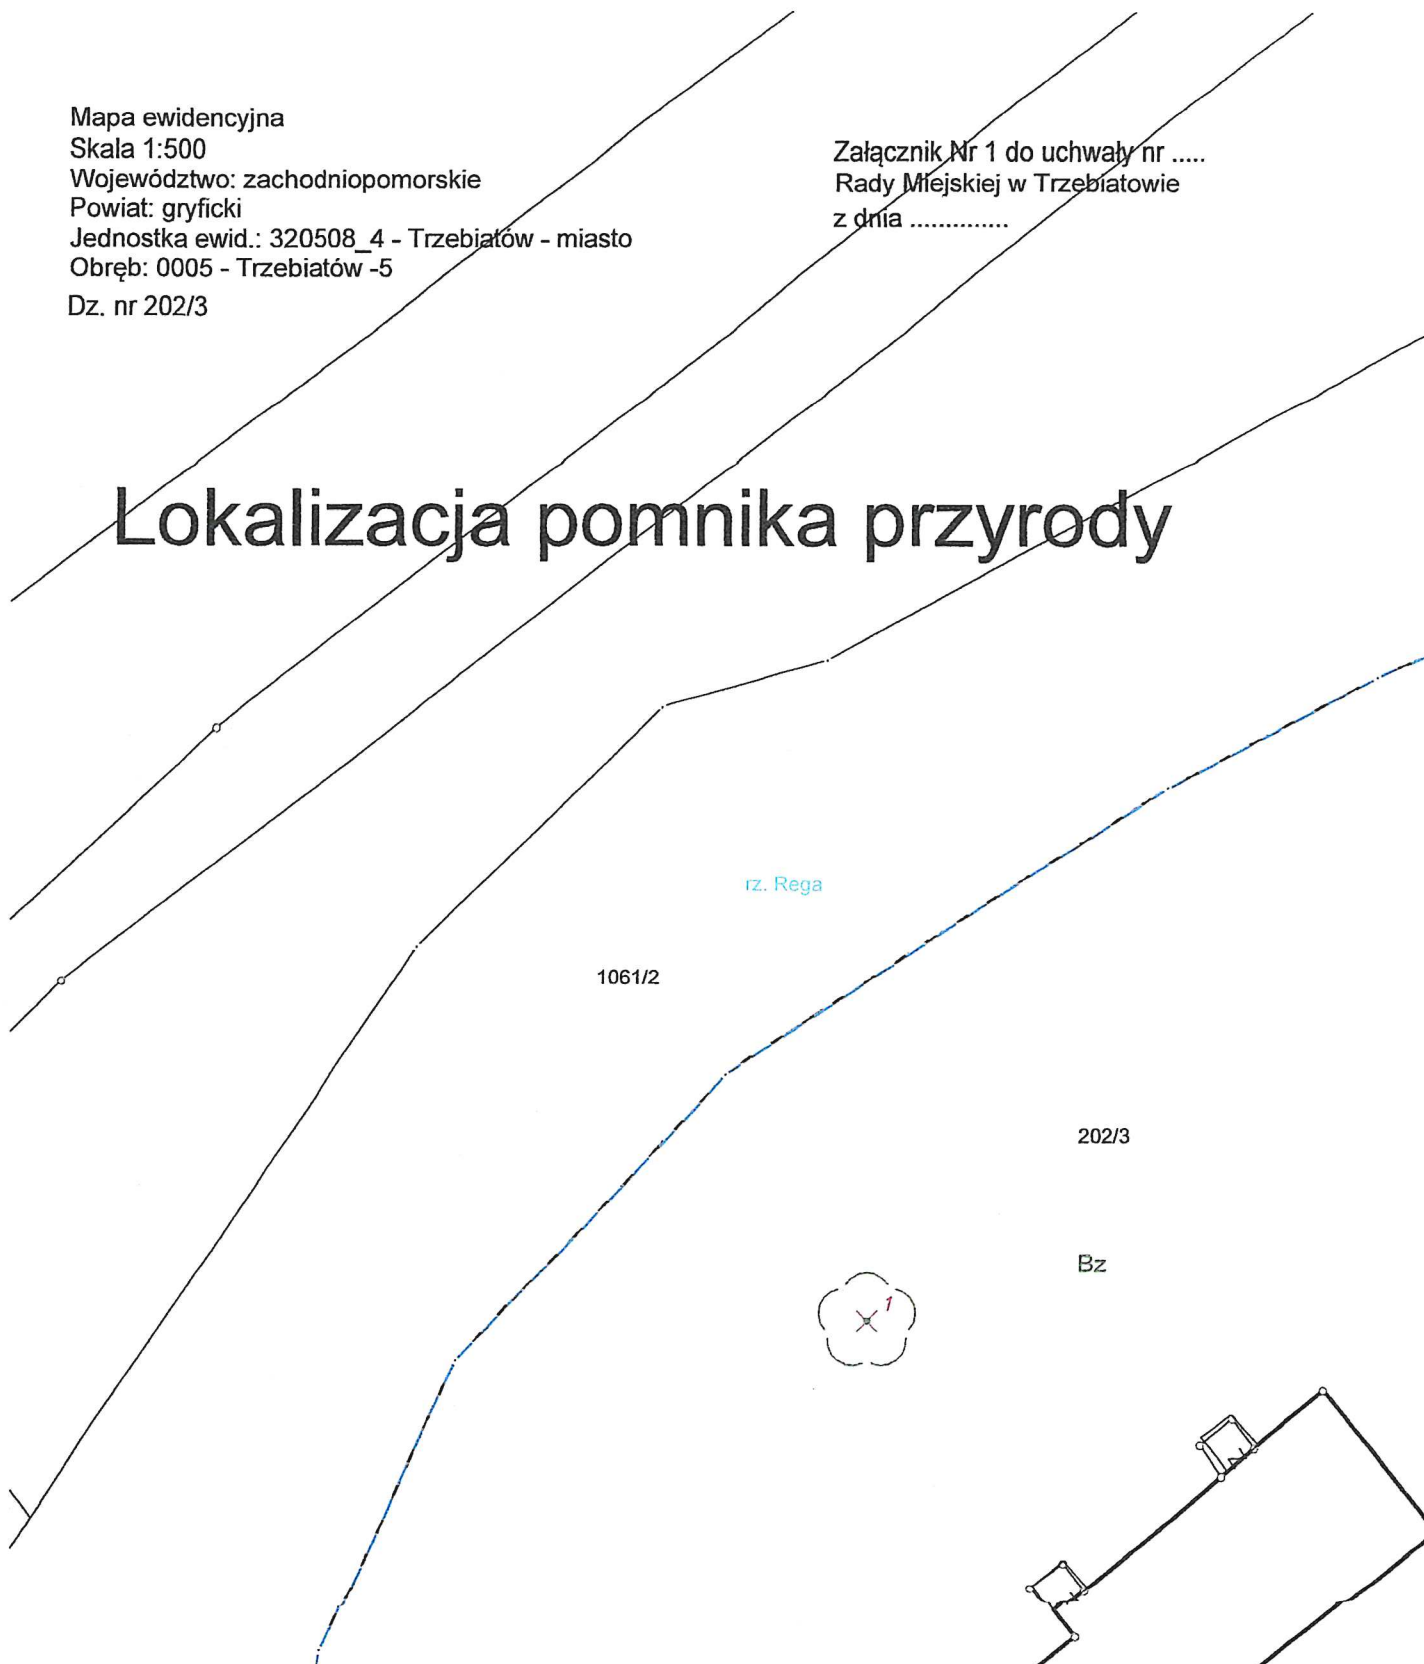 Mapa ewidencyjna
Skala 1:500
Województwo: zachodniopomorskie
Powiat: gryficki
Jednostka ewid.: 320508_4 - Trzebiatów - miasto
Obręb: 0005 - Trzebiatów -5
Dz. nr 202/3
Załącznik Nr 1 do uchwały nr .....
Rady Miejskiej w Trzebiatowie
z dnia ..............
Lokalizacja pomnika przyrody
rz. Rega
1061/2
202/3
Bz
1